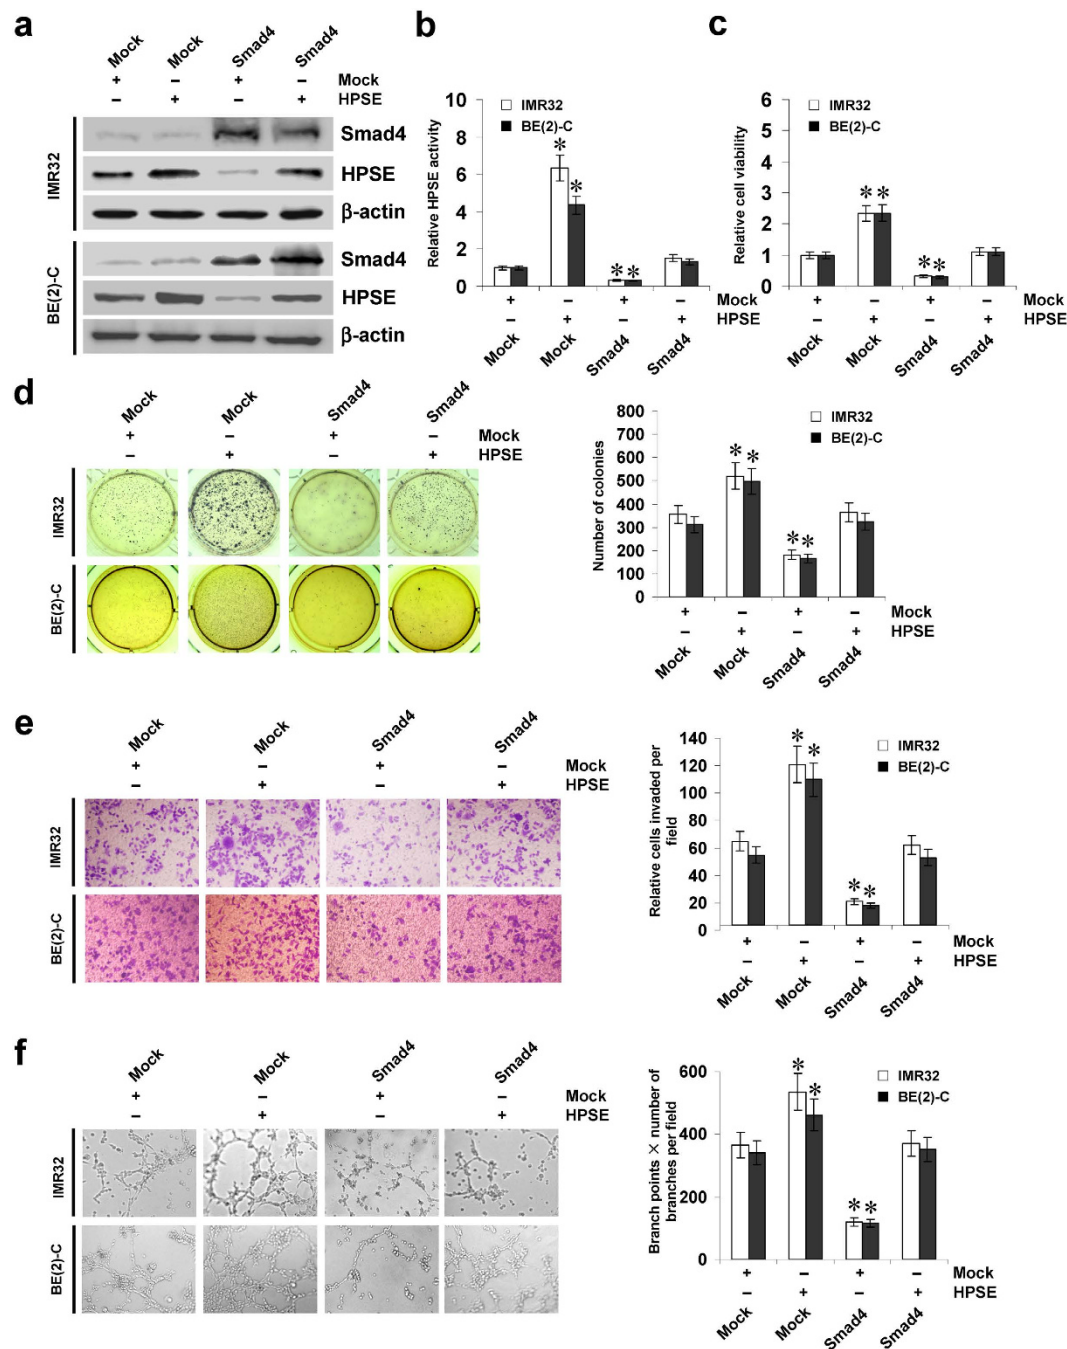 a
Mock Mock Smad4 Smad4
+ – + – Mock
– + – + HPSE
IMR32
Smad4
HPSE
β-actin
BE(2)-C
Smad4
HPSE
β-actin
b
Relative HPSE activity
10
8
6
4
2
0
IMR32
BE(2)-C
* * * *
+ – + – Mock
– + – + HPSE
Mock Mock Smad4 Smad4
c
Relative cell viability
6
5
4
3
2
1
0
IMR32
BE(2)-C
* * * *
+ – + – Mock
– + – + HPSE
Mock Mock Smad4 Smad4
d
Mock Mock Smad4 Smad4
+ – + – Mock
– + – + HPSE
IMR32
BE(2)-C
Number of colonies
800
700
600
500
400
300
200
100
0
IMR32
BE(2)-C
* * * *
+ – + – Mock
– + – + HPSE
Mock Mock Smad4 Smad4
e
Mock Mock Smad4 Smad4
+ – + – Mock
– + – + HPSE
IMR32
BE(2)-C
Relative cells invaded per
field
140
120
100
80
60
40
20
0
IMR32
BE(2)-C
* * * *
+ – + – Mock
– + – + HPSE
Mock Mock Smad4 Smad4
f
Mock Mock Smad4 Smad4
+ – + – Mock
– + – + HPSE
IMR32
BE(2)-C
Branch points × number of
branches per field
600
400
200
0
IMR32
BE(2)-C
* * * *
+ – + – Mock
– + – + HPSE
Mock Mock Smad4 Smad4